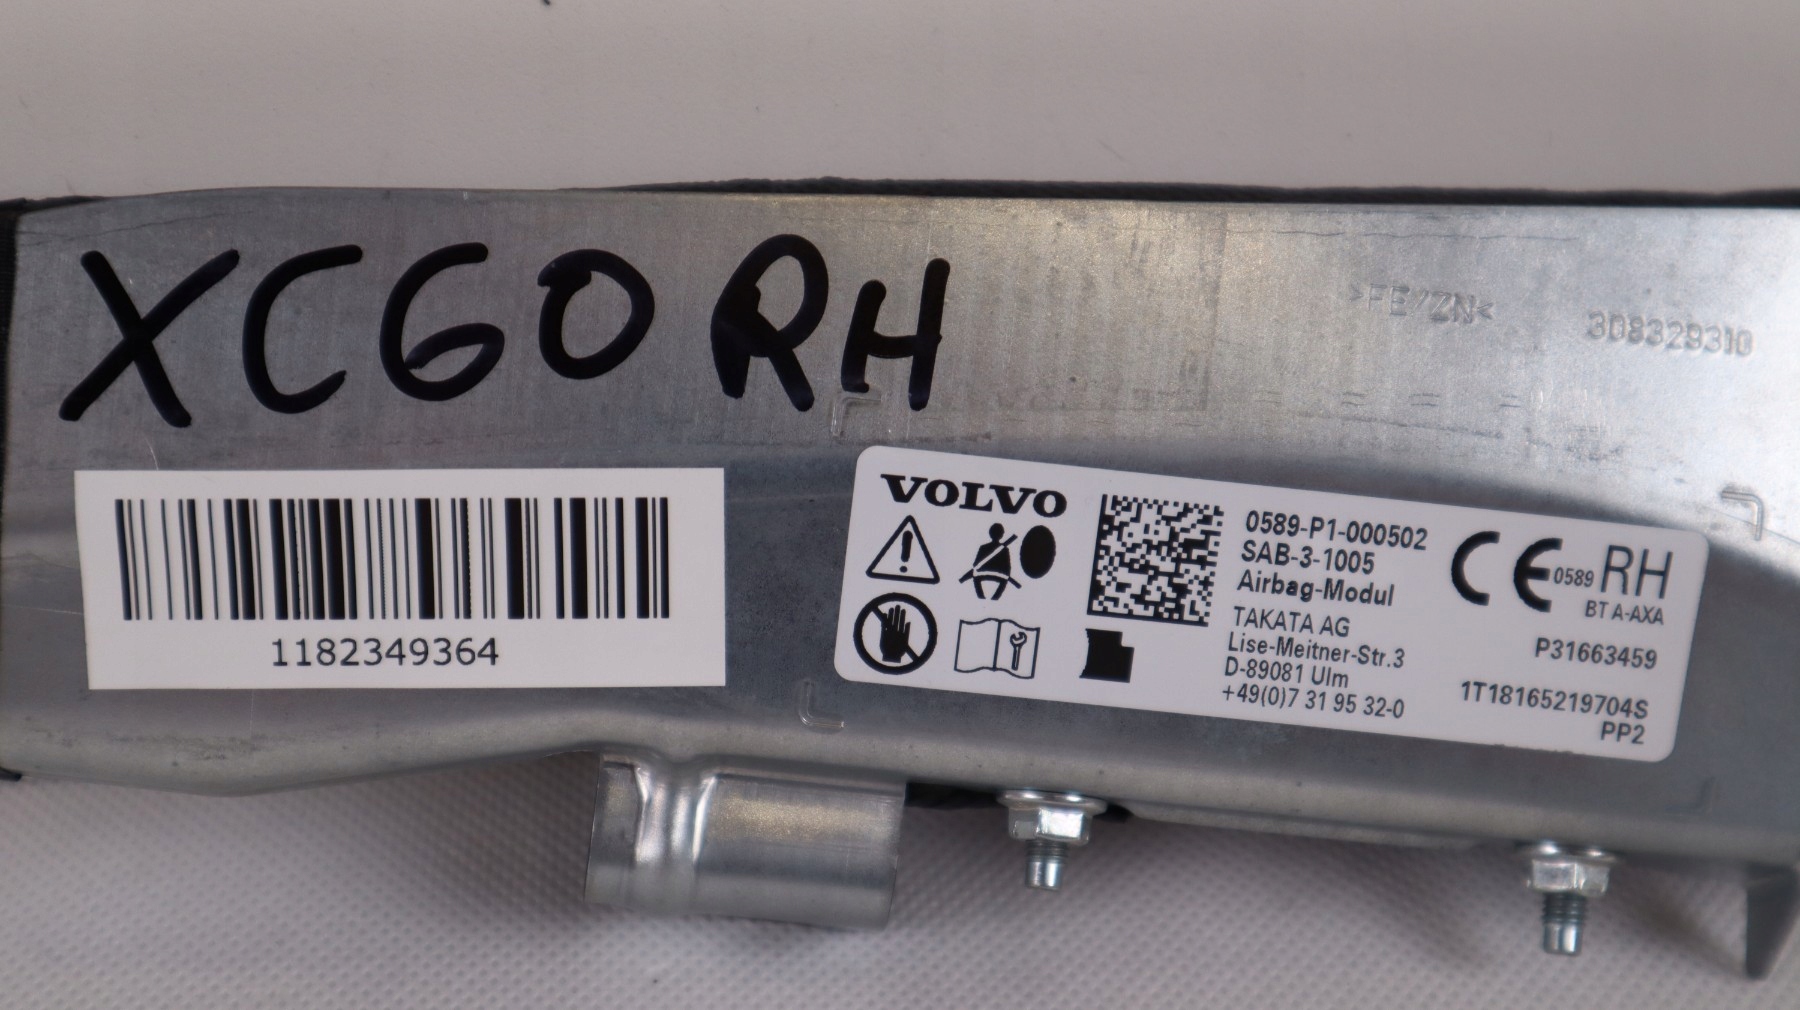 XC60 RH
>FE/ZN<
308329310
1182349364
VOLVO
0589-P1-000502
SAB-3-1005
Airbag-Modul
TAKATA AG
Lise-Meitner-Str.3
D-89081 Ulm
+49(0)7 31 95 32-0
CE 0589 RH
BT A-AXA
P31663459
1T18165219704S
PP2